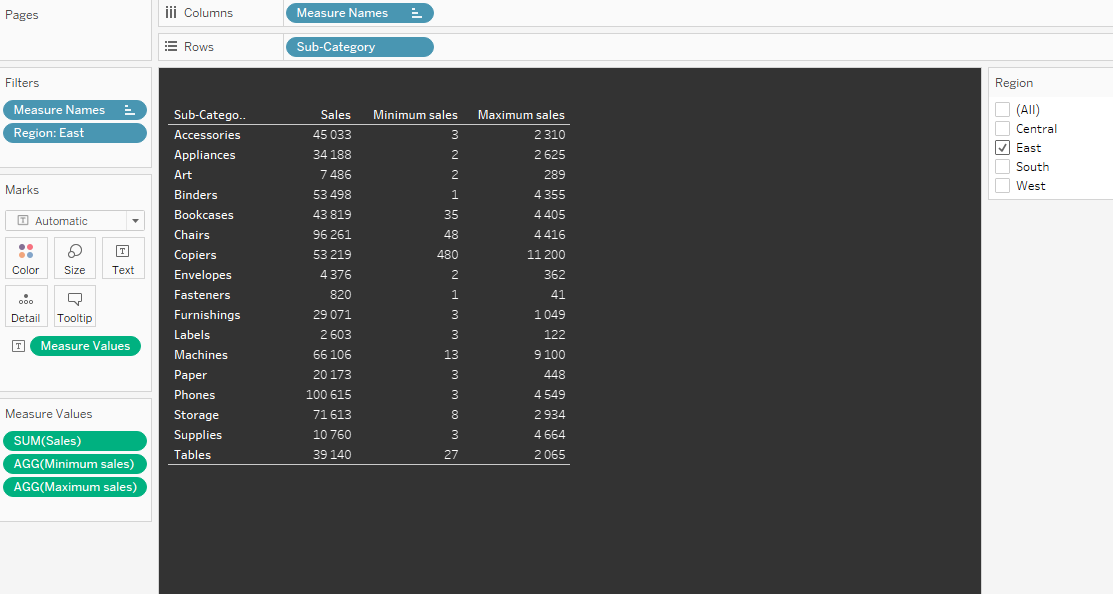 Pages
Columns Measure Names
Rows Sub-Category
Filters
Measure Names
Region: East
Marks
Automatic
Color Size Text
Detail Tooltip
Measure Values
Measure Values
SUM(Sales)
AGG(Minimum sales)
AGG(Maximum sales)
Sub-Catego.. Sales Minimum sales Maximum sales
Accessories 45 033 3 2 310
Appliances 34 188 2 2 625
Art 7 486 2 289
Binders 53 498 1 4 355
Bookcases 43 819 35 4 405
Chairs 96 261 48 4 416
Copiers 53 219 480 11 200
Envelopes 4 376 2 362
Fasteners 820 1 41
Furnishings 29 071 3 1 049
Labels 2 603 3 122
Machines 66 106 13 9 100
Paper 20 173 3 448
Phones 100 615 3 4 549
Storage 71 613 8 2 934
Supplies 10 760 3 4 664
Tables 39 140 27 2 065
Region
(All)
Central
East
South
West